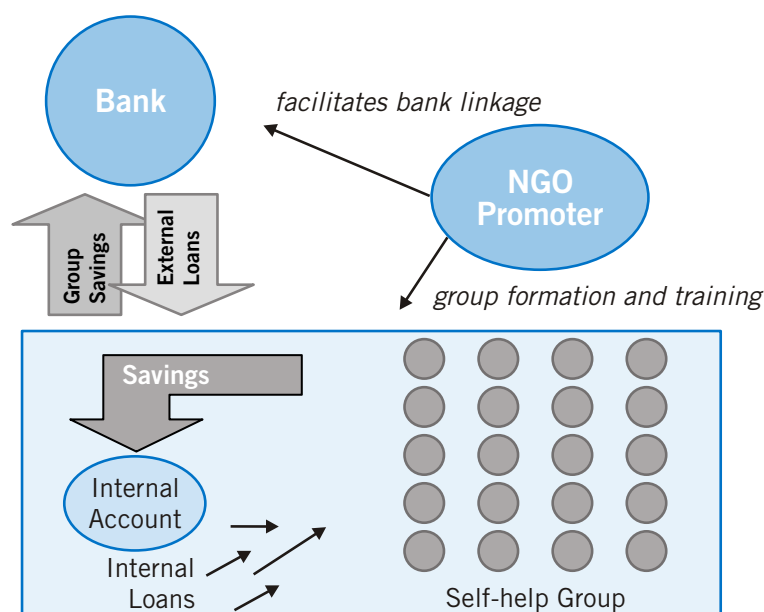 Bank
facilitates bank linkage
NGO
Promoter
Group
Savings
External
Loans
group formation and training
Savings
Internal
Account
Internal
Loans
Self-help Group